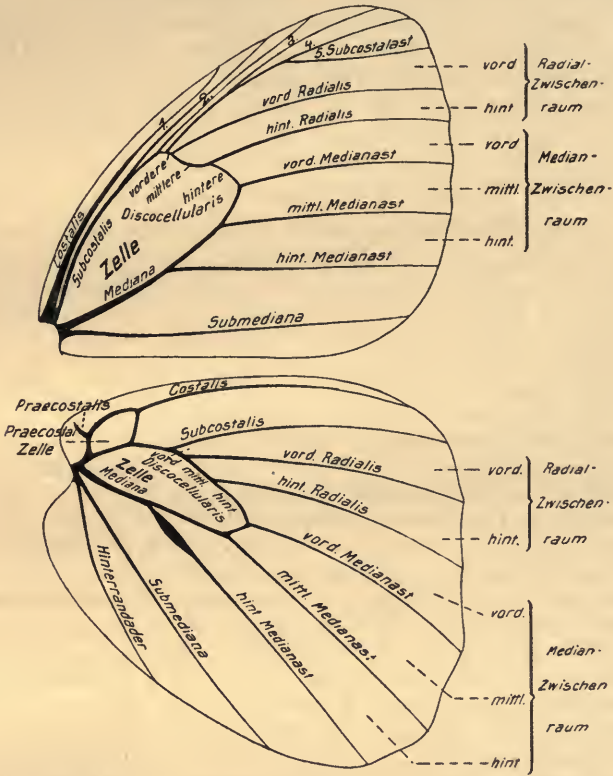 1.
2.
3.
4.
5. Subcostalast
vord Radialis
hint. Radialis
vord. Medianast
mittl. Medianast
hint. Medianast
Submediana
Costalis
Subcostalis
vordere
mittlere
hintere
Discocellularis
Zelle
Mediana
vord
hint
Radial-
Zwischen-
raum
vord
mittl.
hint.
Median-
Zwischen-
raum
Praecostalis
Praecostal
Zelle
Costalis
Subcostalis
vord. Radialis
hint. Radialis
vord. Medianast
mittl. Medianast
hint. Medianast
Submediana
Hinterrandader
vord mittl. hint.
Discocellularis
Zelle
Mediana
vord.
hint.
Radial-
Zwischen-
raum
vord.
mittl.
hint
Median-
Zwischen-
raum